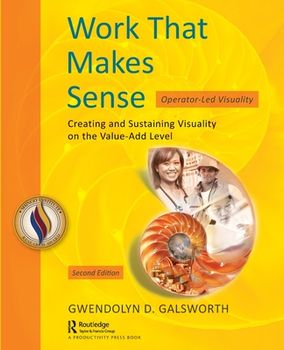 Work That
Makes
Sense
Operator-Led Visuality
Creating and Sustaining Visuality
on the Value-Add Level
Second Edition
GWENDOLYN D. GALSWORTH
Routledge
Taylor & Francis Group
A PRODUCTIVITY PRESS BOOK